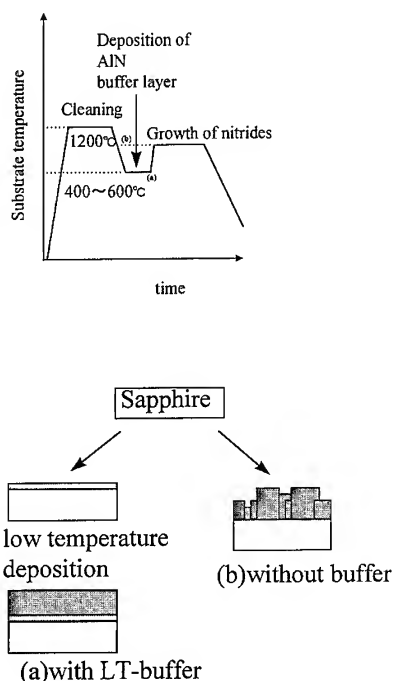 Deposition of
AlN
buffer layer
Cleaning
Growth of nitrides
1200℃
(b)
(a)
400～600℃
Substrate temperature
time
Sapphire
low temperature
deposition
(b)without buffer
(a)with LT-buffer